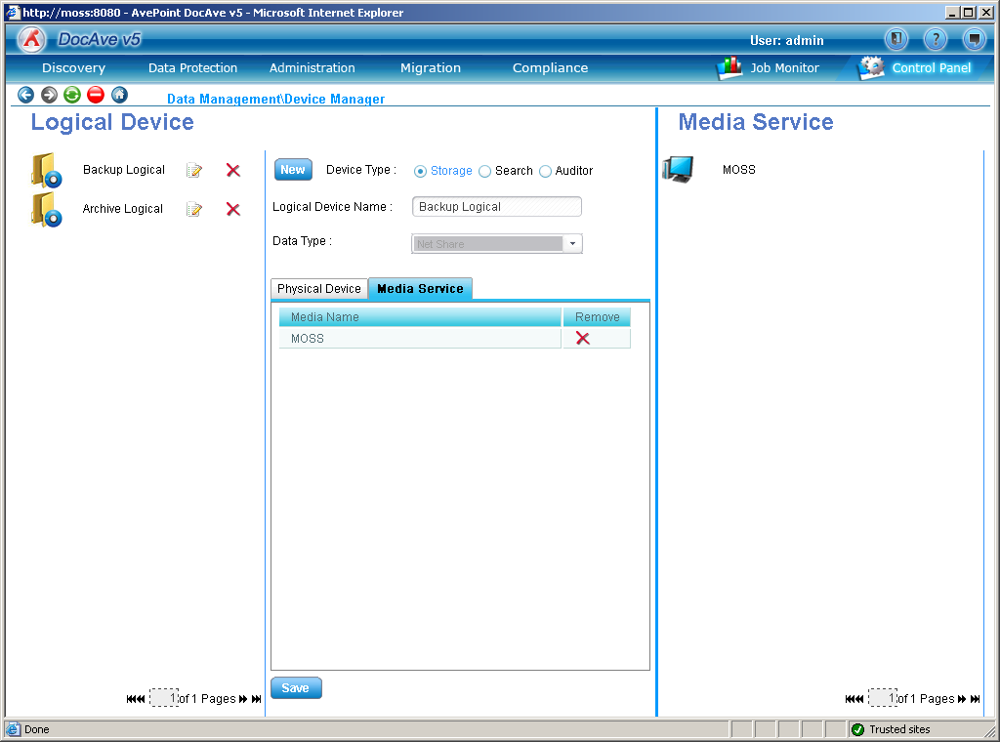 http://moss:8080 - AvePoint DocAve v5 - Microsoft Internet Explorer
DocAve v5
User: admin
Discovery Data Protection Administration Migration Compliance Job Monitor Control Panel
Data Management\Device Manager
Logical Device
Media Service
Backup Logical
Archive Logical
New Device Type : Storage Search Auditor
Logical Device Name : Backup Logical
Data Type : Net Share
Physical Device Media Service
Media Name Remove
MOSS
MOSS
Save
1 of 1 Pages
1 of 1 Pages
Done
Trusted sites